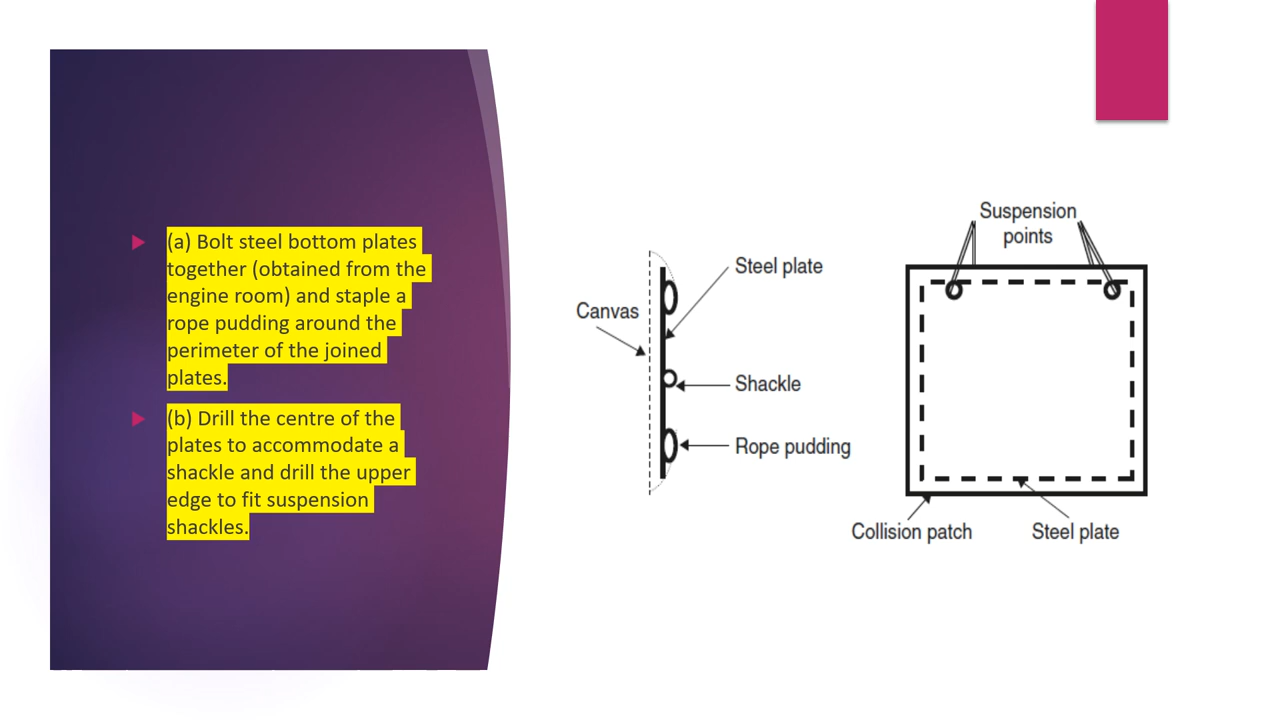 (a) Bolt steel bottom plates
together (obtained from the
engine room) and staple a
rope pudding around the
perimeter of the joined
plates.
(b) Drill the centre of the
plates to accommodate a
shackle and drill the upper
edge to fit suspension
shackles.
Canvas
Steel plate
Shackle
Rope pudding
Suspension
points
Collision patch
Steel plate